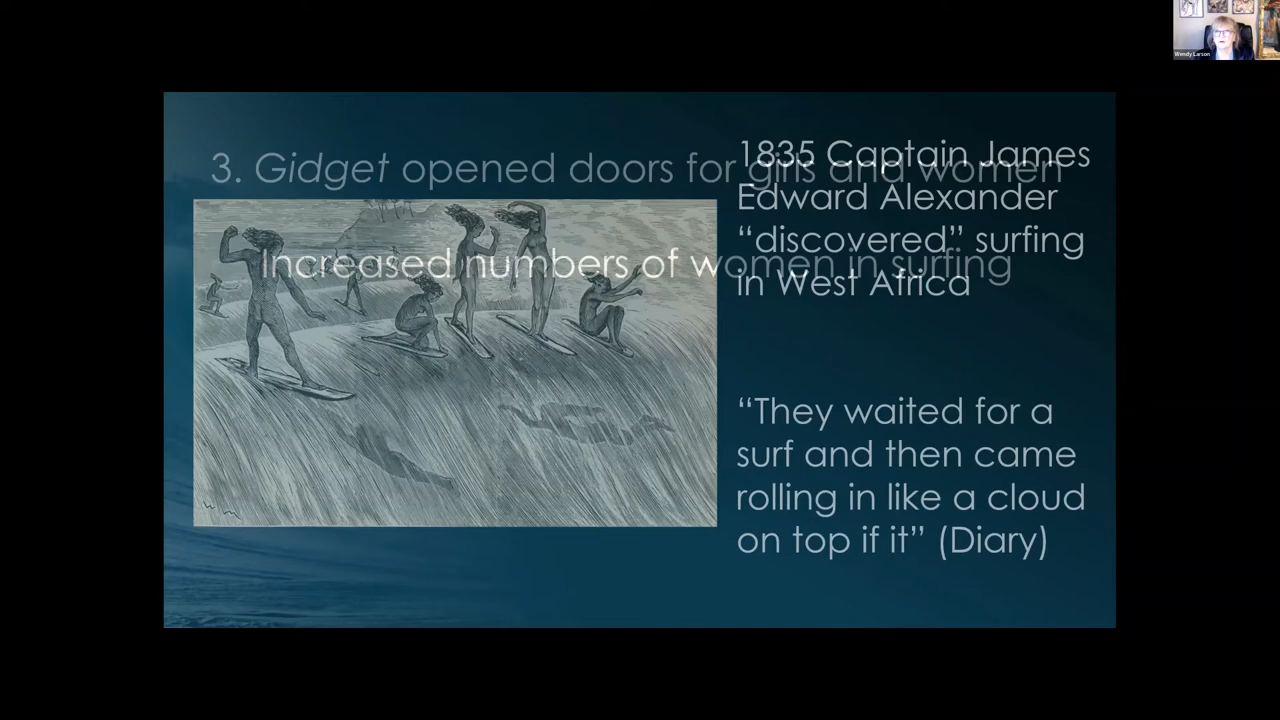 Wendy Larson
3. Gidget opened doors for girls and women
Increased numbers of women in surfing
1835 Captain James
Edward Alexander
“discovered” surfing
in West Africa
“They waited for a
surf and then came
rolling in like a cloud
on top if it” (Diary)